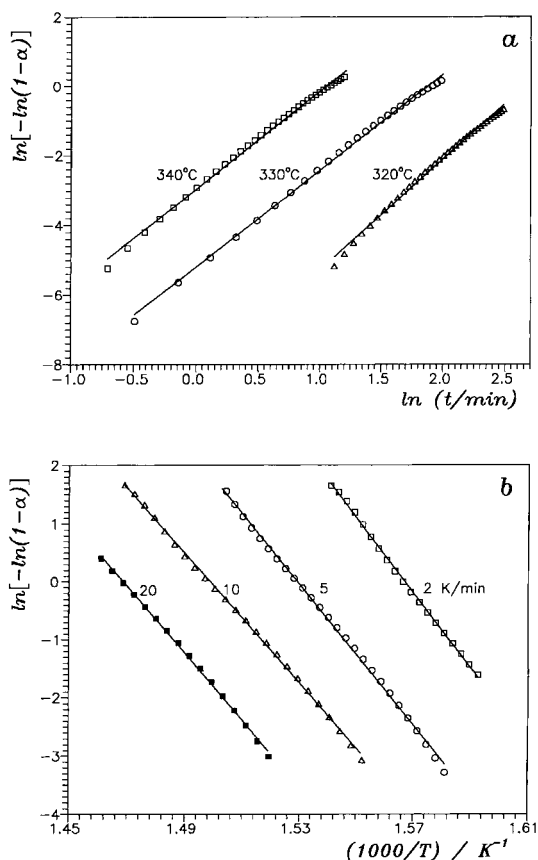 a
ln[-ln(1-α)]
2
0
-2
-4
-6
-8
340°C
330°C
320°C
-1.0 -0.5 0.0 0.5 1.0 1.5 2.0 2.5
ln (t/min)
b
ln[-ln(1-α)]
2
1
0
-1
-2
-3
-4
20
10
5
2 K/min
1.45 1.49 1.53 1.57 1.61
(1000/T) / K⁻¹